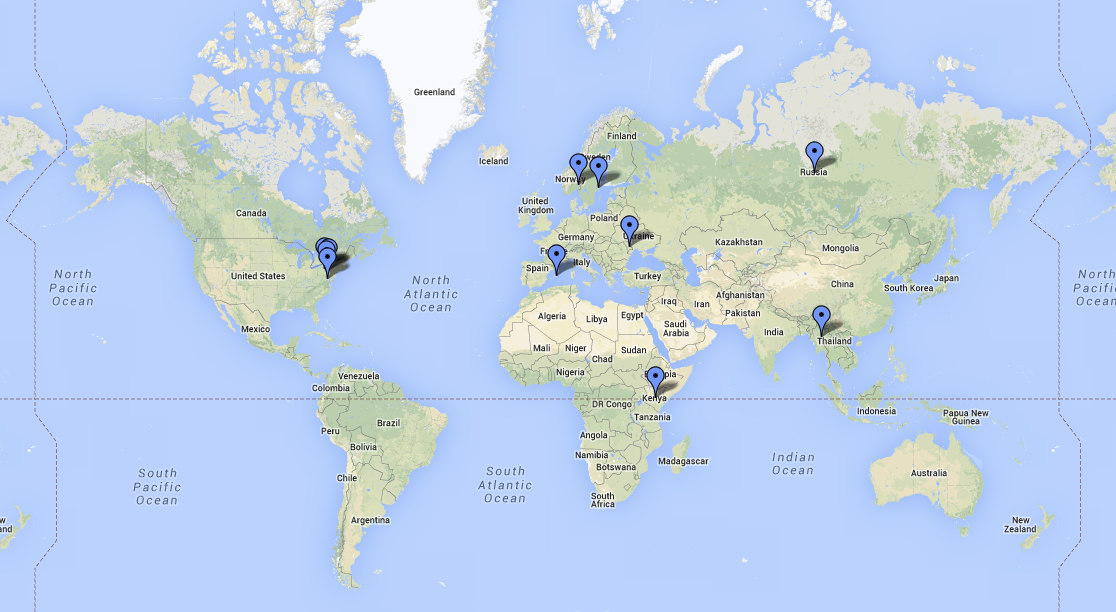 Greenland
Finland
Iceland
Norway
Russia
United
Kingdom
Canada
Poland
Germany
Ukraine
Kazakhstan
Mongolia
North
Pacific
Ocean
United States
North
Atlantic
Ocean
Spain
Italy
Turkey
China
Japan
South Korea
North
Pacific
Ocean
Afghanistan
Iraq
Iran
Pakistan
Algeria
Libya
Egypt
Saudi
Arabia
India
Mexico
Thailand
Mali
Niger
Chad
Sudan
Nigeria
Venezuela
Colombia
Kenya
DR Congo
Tanzania
Indonesia
Papua New
Guinea
Brazil
Peru
Angola
Bolivia
Namibia
Botswana
Madagascar
Indian
Ocean
South
Pacific
Ocean
South
Atlantic
Ocean
Chile
Australia
South
Africa
Argentina
New
Zealand